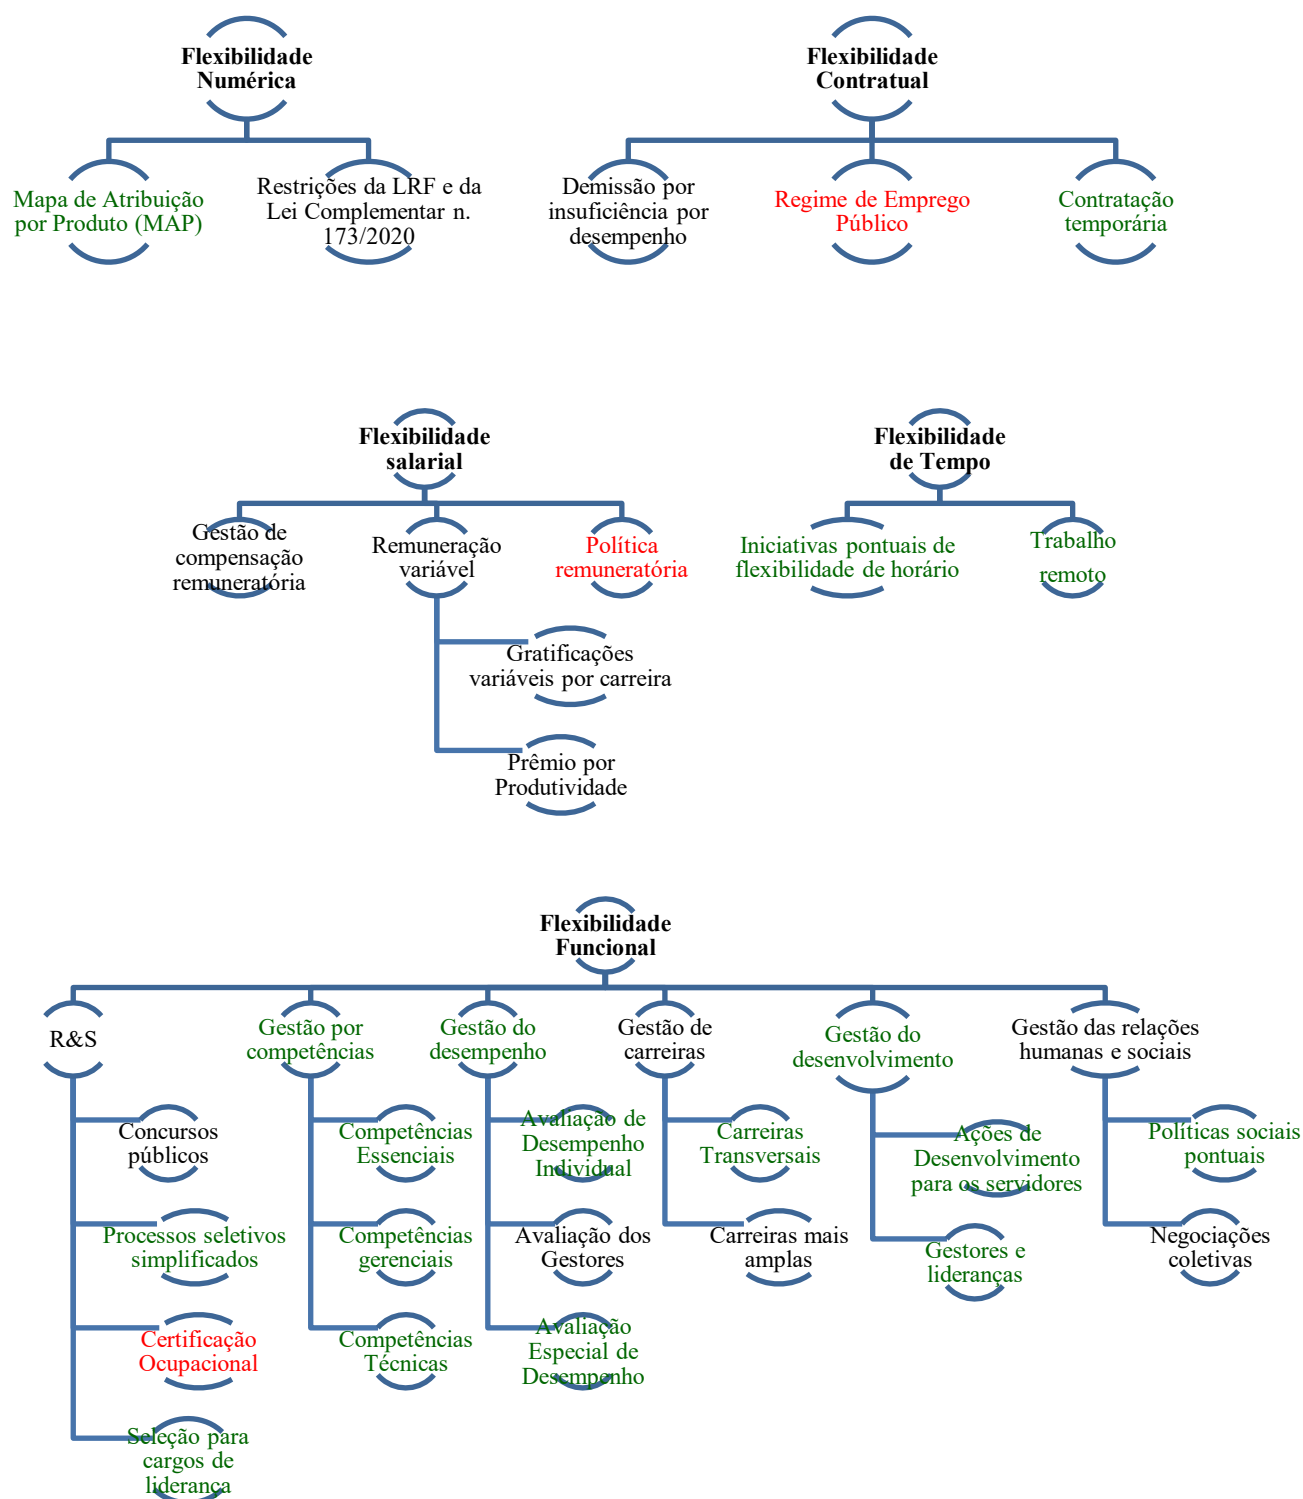 Flexibilidade
Numérica
Mapa de Atribuição
por Produto (MAP)
Restrições da LRF e da
Lei Complementar n.
173/2020
Flexibilidade
Contratual
Demissão por
insuficiência por
desempenho
Regime de Emprego
Público
Contratação
temporária
Flexibilidade
salarial
Gestão de
compensação
remuneratória
Remuneração
variável
Política
remuneratória
Gratificações
variáveis por carreira
Prêmio por
Produtividade
Flexibilidade
de Tempo
Iniciativas pontuais de
flexibilidade de horário
Trabalho
remoto
Flexibilidade
Funcional
R&S
Concursos
públicos
Processos seletivos
simplificados
Certificação
Ocupacional
Seleção para
cargos de
liderança
Gestão por
competências
Competências
Essenciais
Competências
gerenciais
Competências
Técnicas
Gestão do
desempenho
Avaliação de
Desempenho
Individual
Avaliação dos
Gestores
Avaliação
Especial de
Desempenho
Gestão de
carreiras
Carreiras
Transversais
Carreiras mais
amplas
Gestão do
desenvolvimento
Ações de
Desenvolvimento
para os servidores
Gestores e
lideranças
Gestão das relações
humanas e sociais
Políticas sociais
pontuais
Negociações
coletivas